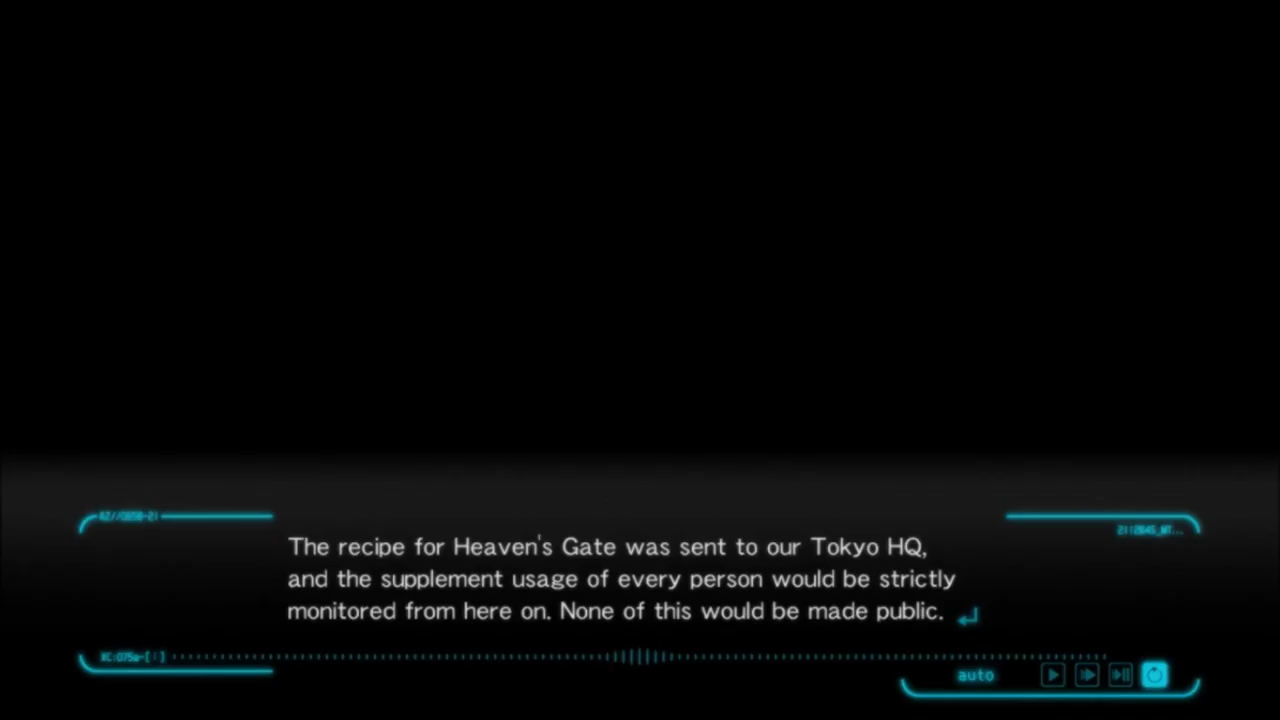 The recipe for Heaven's Gate was sent to our Tokyo HQ,
and the supplement usage of every person would be strictly
monitored from here on. None of this would be made public.
auto